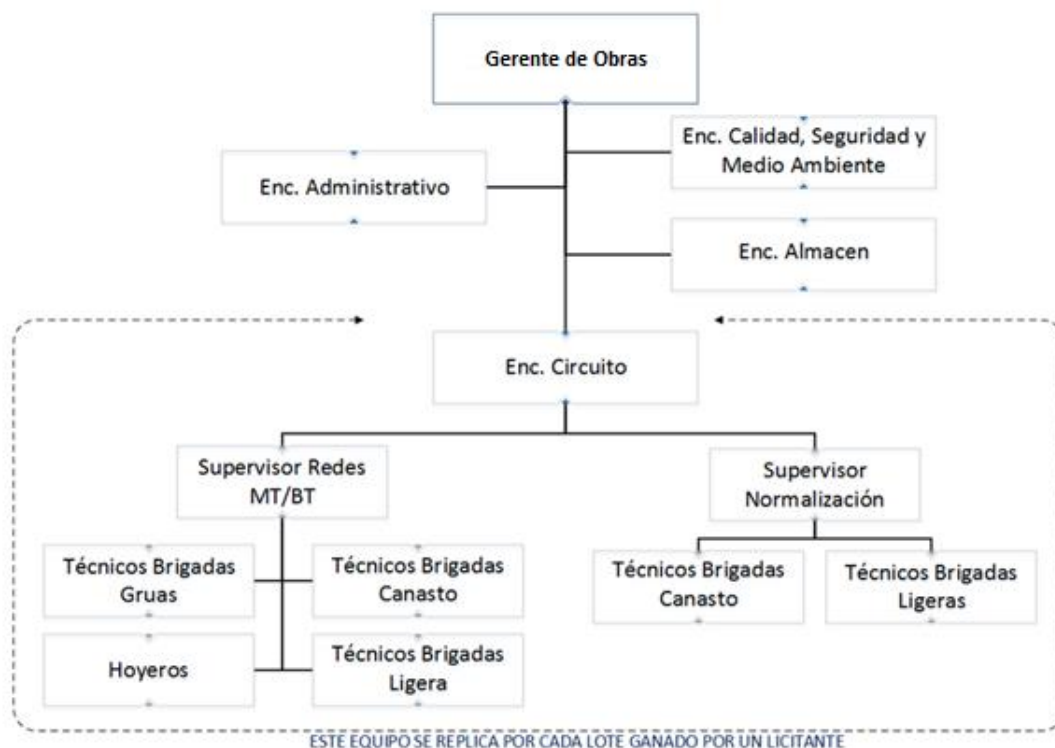 Gerente de Obras
Enc. Calidad, Seguridad y
Medio Ambiente
Enc. Administrativo
Enc. Almacen
Enc. Circuito
Supervisor Redes
MT/BT
Supervisor
Normalización
Técnicos Brigadas
Gruas
Técnicos Brigadas
Canasto
Técnicos Brigadas
Canasto
Técnicos Brigadas
Ligeras
Hoyeros
Técnicos Brigadas
Ligera
ESTE EQUIPO SE REPLICA POR CADA LOTE GANADO POR UN LICITANTE